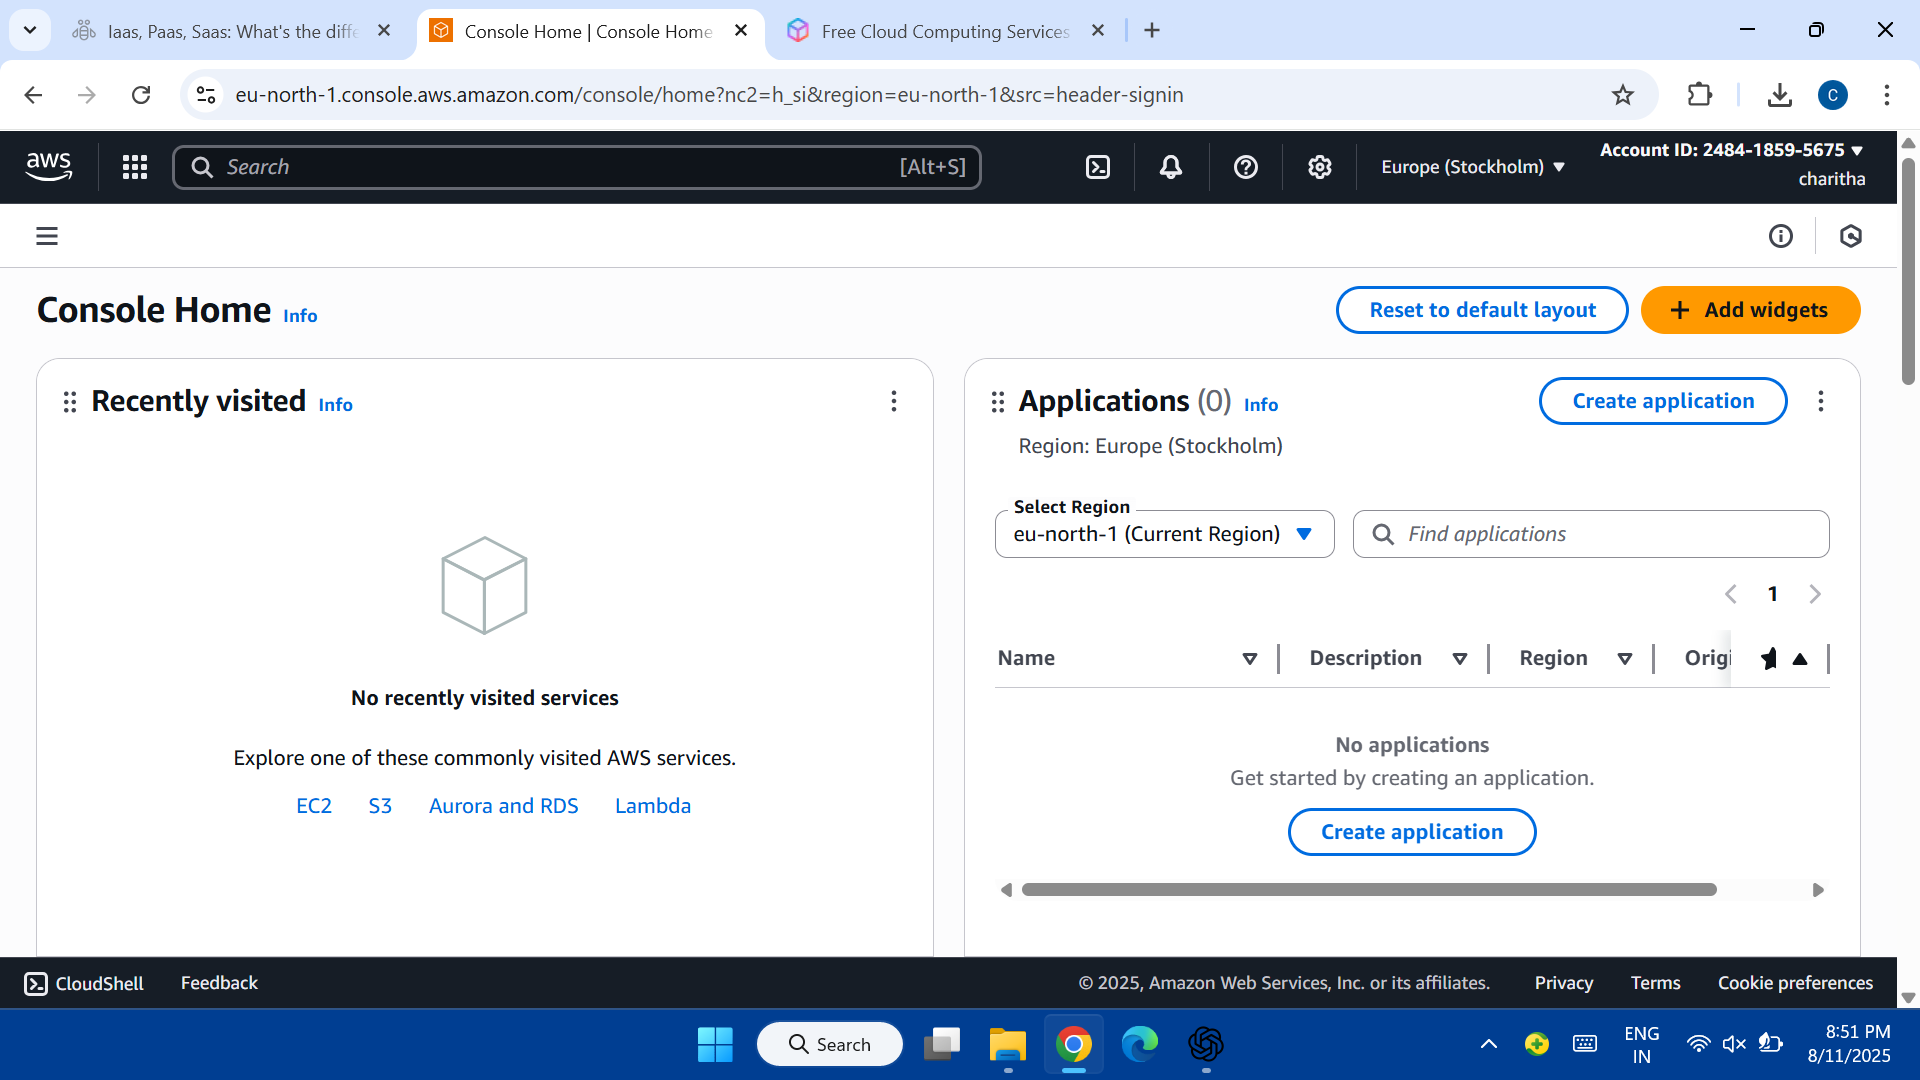 Iaas, Paas, Saas: What's the diffe
Console Home | Console Home
Free Cloud Computing Services
eu-north-1.console.aws.amazon.com/console/home?nc2=h_si&region=eu-north-1&src=header-signin
C
aws
Search
[Alt+S]
Europe (Stockholm)
Account ID: 2484-1859-5675
charitha
Console Home Info
Reset to default layout
+ Add widgets
Recently visited Info
No recently visited services
Explore one of these commonly visited AWS services.
EC2 S3 Aurora and RDS Lambda
Applications (0) Info
Create application
Region: Europe (Stockholm)
Select Region
eu-north-1 (Current Region)
Find applications
1
Name Description Region Origi
No applications
Get started by creating an application.
Create application
CloudShell Feedback © 2025, Amazon Web Services, Inc. or its affiliates. Privacy Terms Cookie preferences
Search
ENG
IN
8:51 PM
8/11/2025